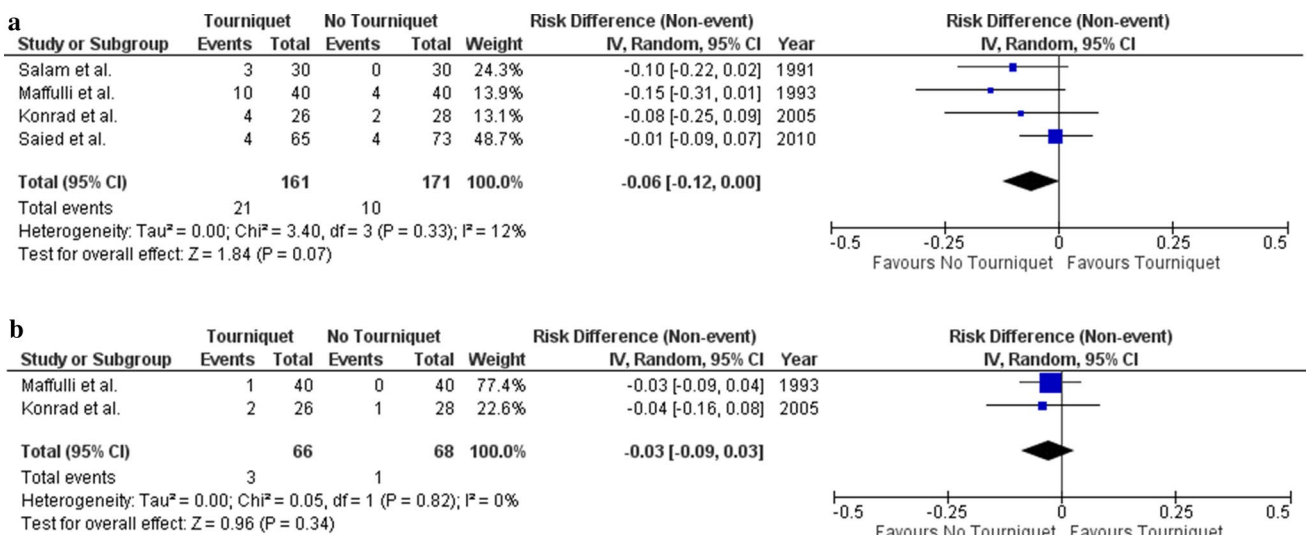 a
Tourniquet No Tourniquet Risk Difference (Non-event) Risk Difference (Non-event)
Study or Subgroup Events Total Events Total Weight IV, Random, 95% CI Year IV, Random, 95% CI
Salam et al. 3 30 0 30 24.3% -0.10 [-0.22, 0.02] 1991
Maffulli et al. 10 40 4 40 13.9% -0.15 [-0.31, 0.01] 1993
Konrad et al. 4 26 2 28 13.1% -0.08 [-0.25, 0.09] 2005
Saied et al. 4 65 4 73 48.7% -0.01 [-0.09, 0.07] 2010
Total (95% CI) 161 171 100.0% -0.06 [-0.12, 0.00]
Total events 21 10
Heterogeneity: Tau² = 0.00; Chi² = 3.40, df = 3 (P = 0.33); I² = 12%
Test for overall effect: Z = 1.84 (P = 0.07)
-0.5 -0.25 0 0.25 0.5
Favours No Tourniquet Favours Tourniquet
b
Tourniquet No Tourniquet Risk Difference (Non-event) Risk Difference (Non-event)
Study or Subgroup Events Total Events Total Weight IV, Random, 95% CI Year IV, Random, 95% CI
Maffulli et al. 1 40 0 40 77.4% -0.03 [-0.09, 0.04] 1993
Konrad et al. 2 26 1 28 22.6% -0.04 [-0.16, 0.08] 2005
Total (95% CI) 66 68 100.0% -0.03 [-0.09, 0.03]
Total events 3 1
Heterogeneity: Tau² = 0.00; Chi² = 0.05, df = 1 (P = 0.82); I² = 0%
Test for overall effect: Z = 0.96 (P = 0.34)
-0.5 -0.25 0 0.25 0.5
Favours No Tourniquet Favours Tourniquet